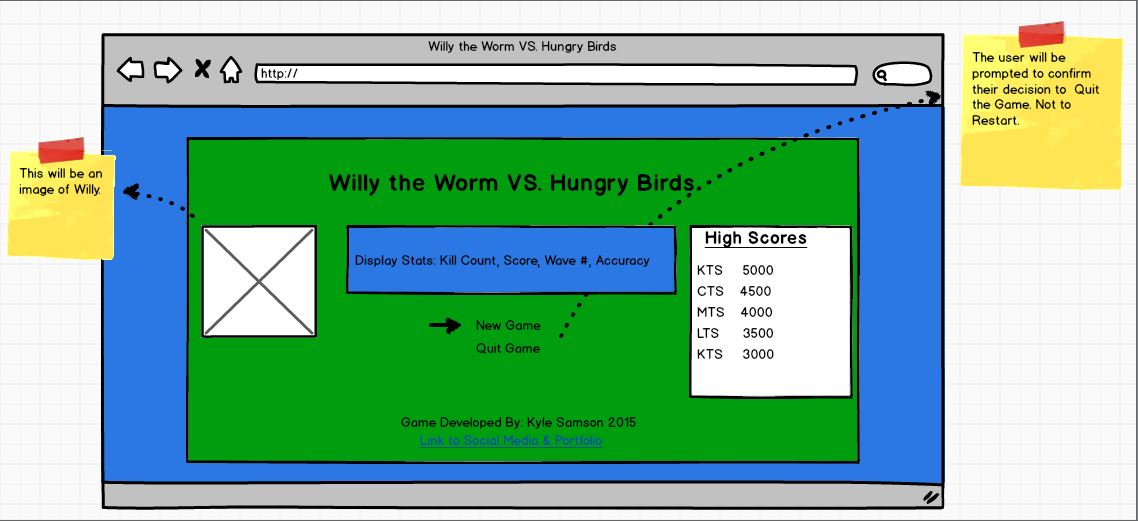 Willy the Worm VS. Hungry Birds
http://
The user will be
prompted to confirm
their decision to Quit
the Game. Not to
Restart.
This will be an
image of Willy.
Willy the Worm VS. Hungry Birds
Display Stats: Kill Count, Score, Wave #, Accuracy
New Game
Quit Game
High Scores
KTS 5000
CTS 4500
MTS 4000
LTS 3500
KTS 3000
Game Developed By: Kyle Samson 2015
Link to Social Media & Portfolio